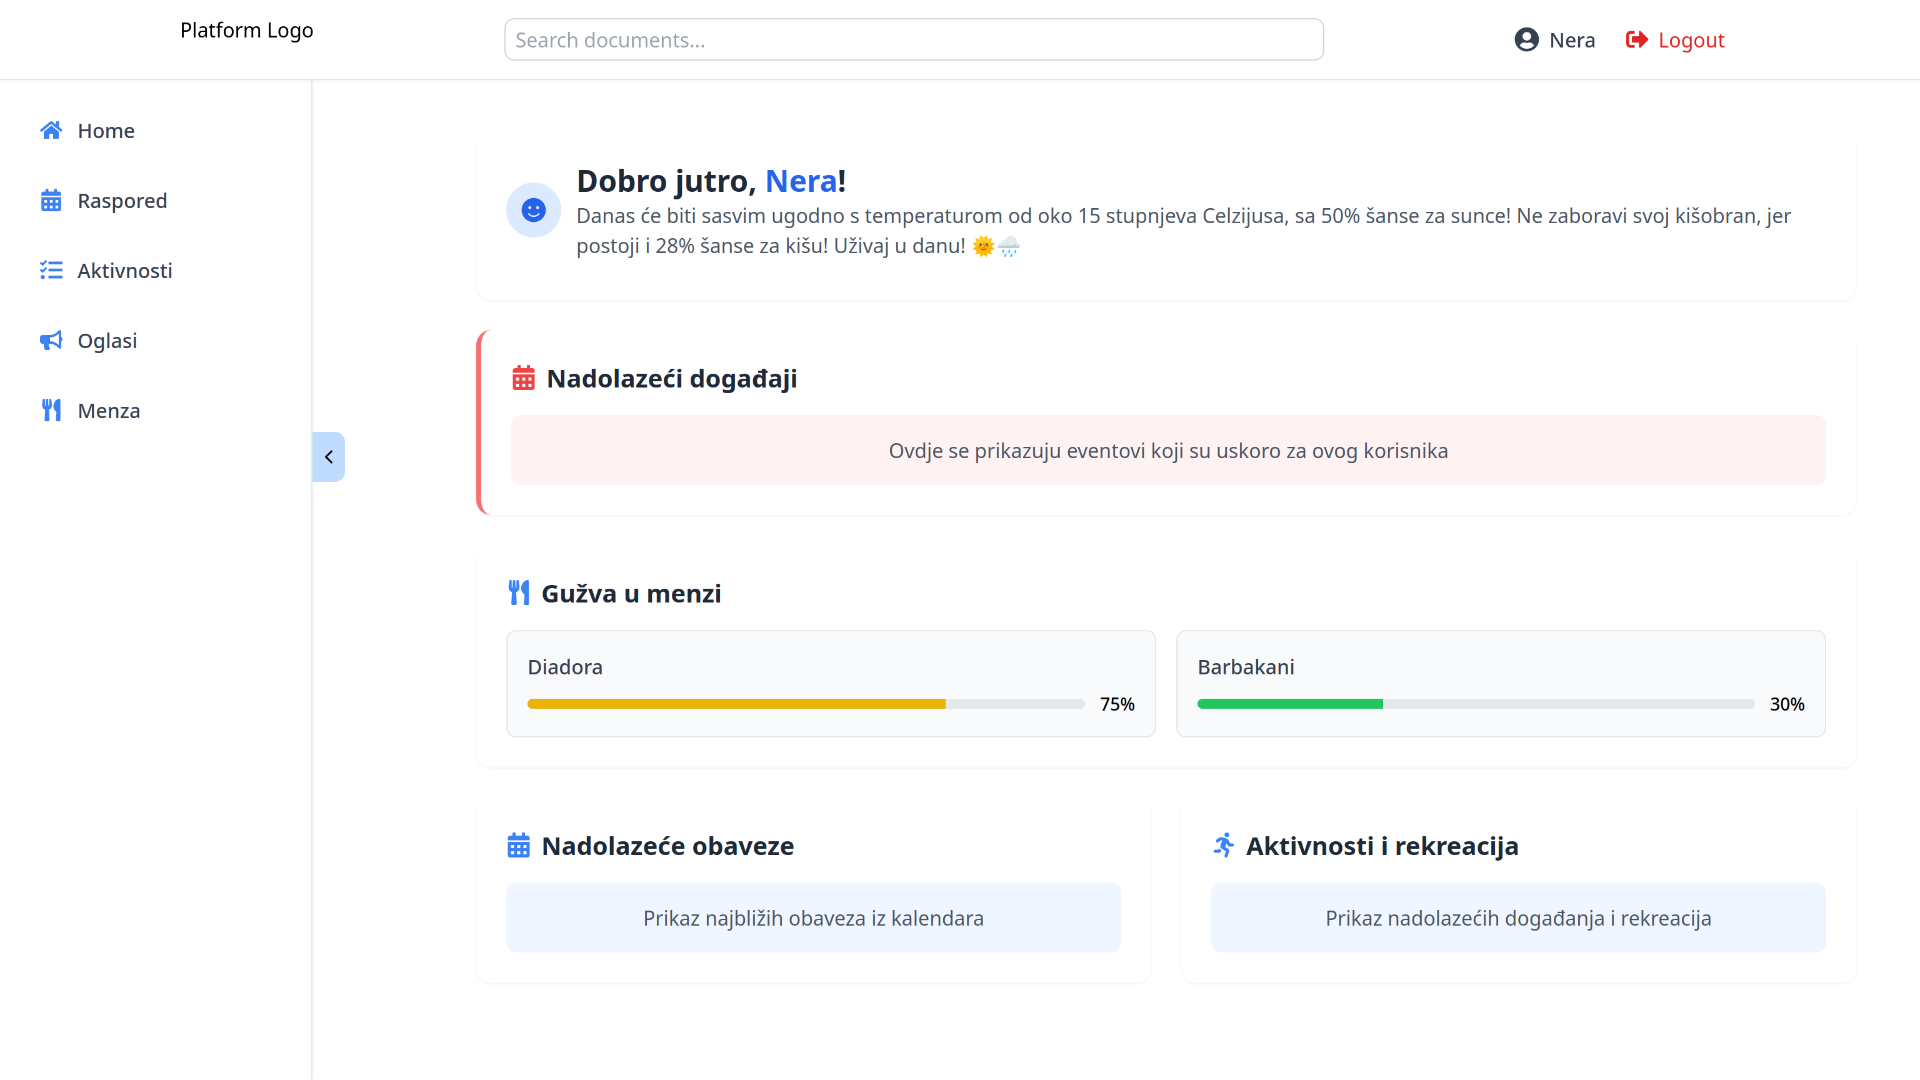 Platform Logo
Search documents...
Nera
Logout
Home
Raspored
Aktivnosti
Oglasi
Menza
Dobro jutro, Nera!
Danas će biti sasvim ugodno s temperaturom od oko 15 stupnjeva Celzijusa, sa 50% šanse za sunce! Ne zaboravi svoj kišobran, jer
postoji i 28% šanse za kišu! Uživaj u danu! 🌞🌧️
Nadolazeći događaji
Ovdje se prikazuju eventovi koji su uskoro za ovog korisnika
Gužva u menzi
Diadora
75%
Barbakani
30%
Nadolazeće obaveze
Prikaz najbližih obaveza iz kalendara
Aktivnosti i rekreacija
Prikaz nadolazećih događanja i rekreacija